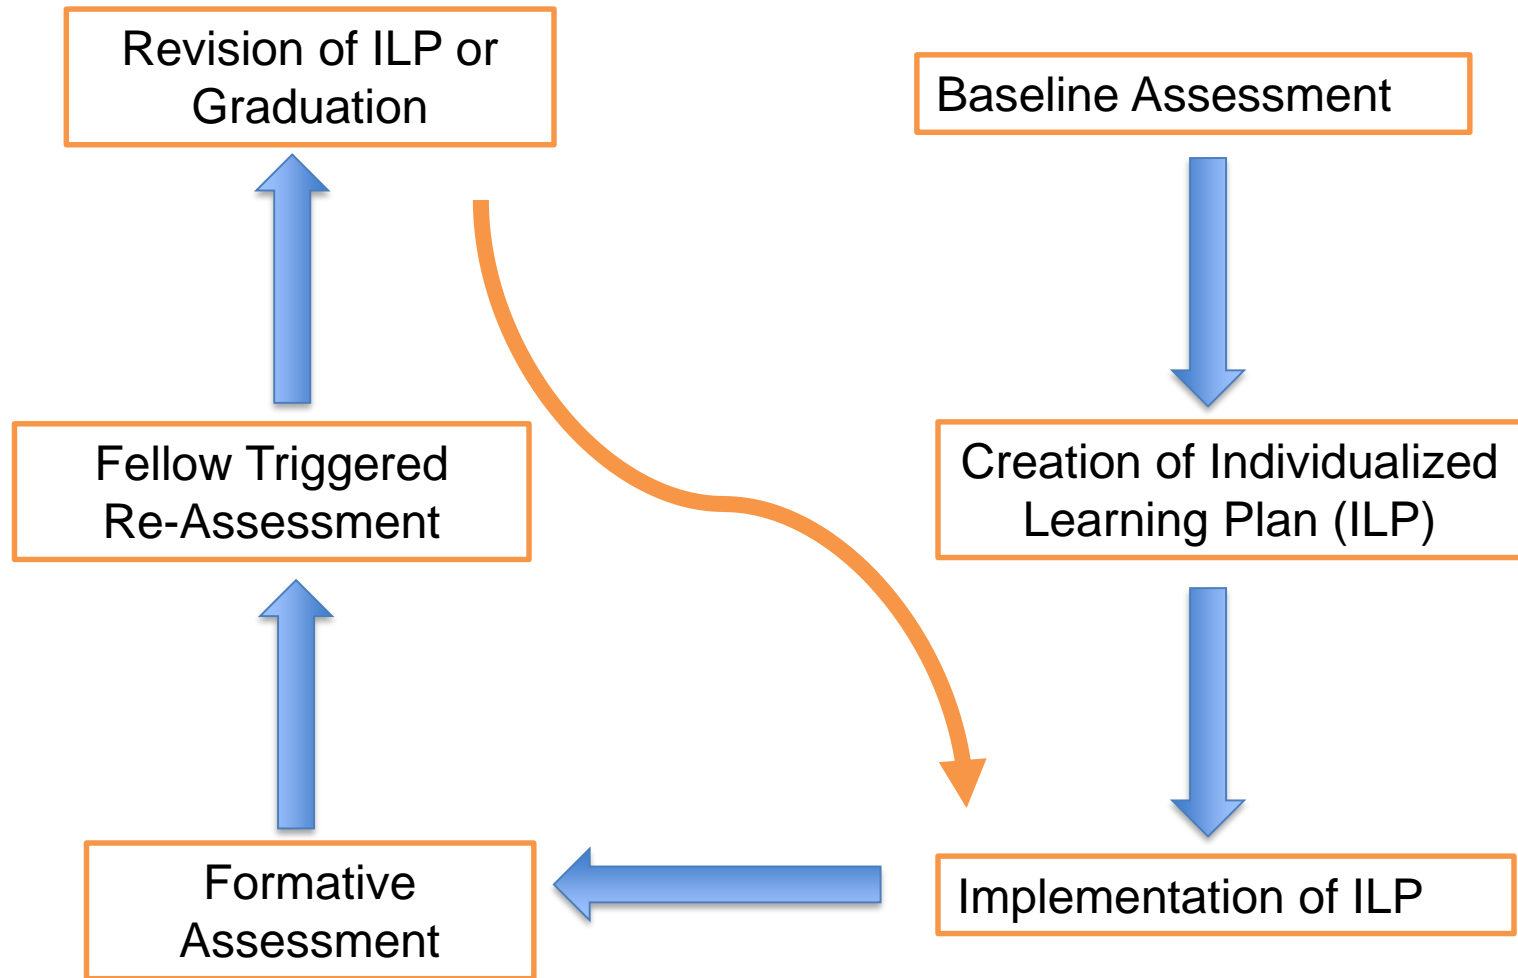 Revision of ILP or
Graduation
Baseline Assessment
Fellow Triggered
Re-Assessment
Creation of Individualized
Learning Plan (ILP)
Formative
Assessment
Implementation of ILP